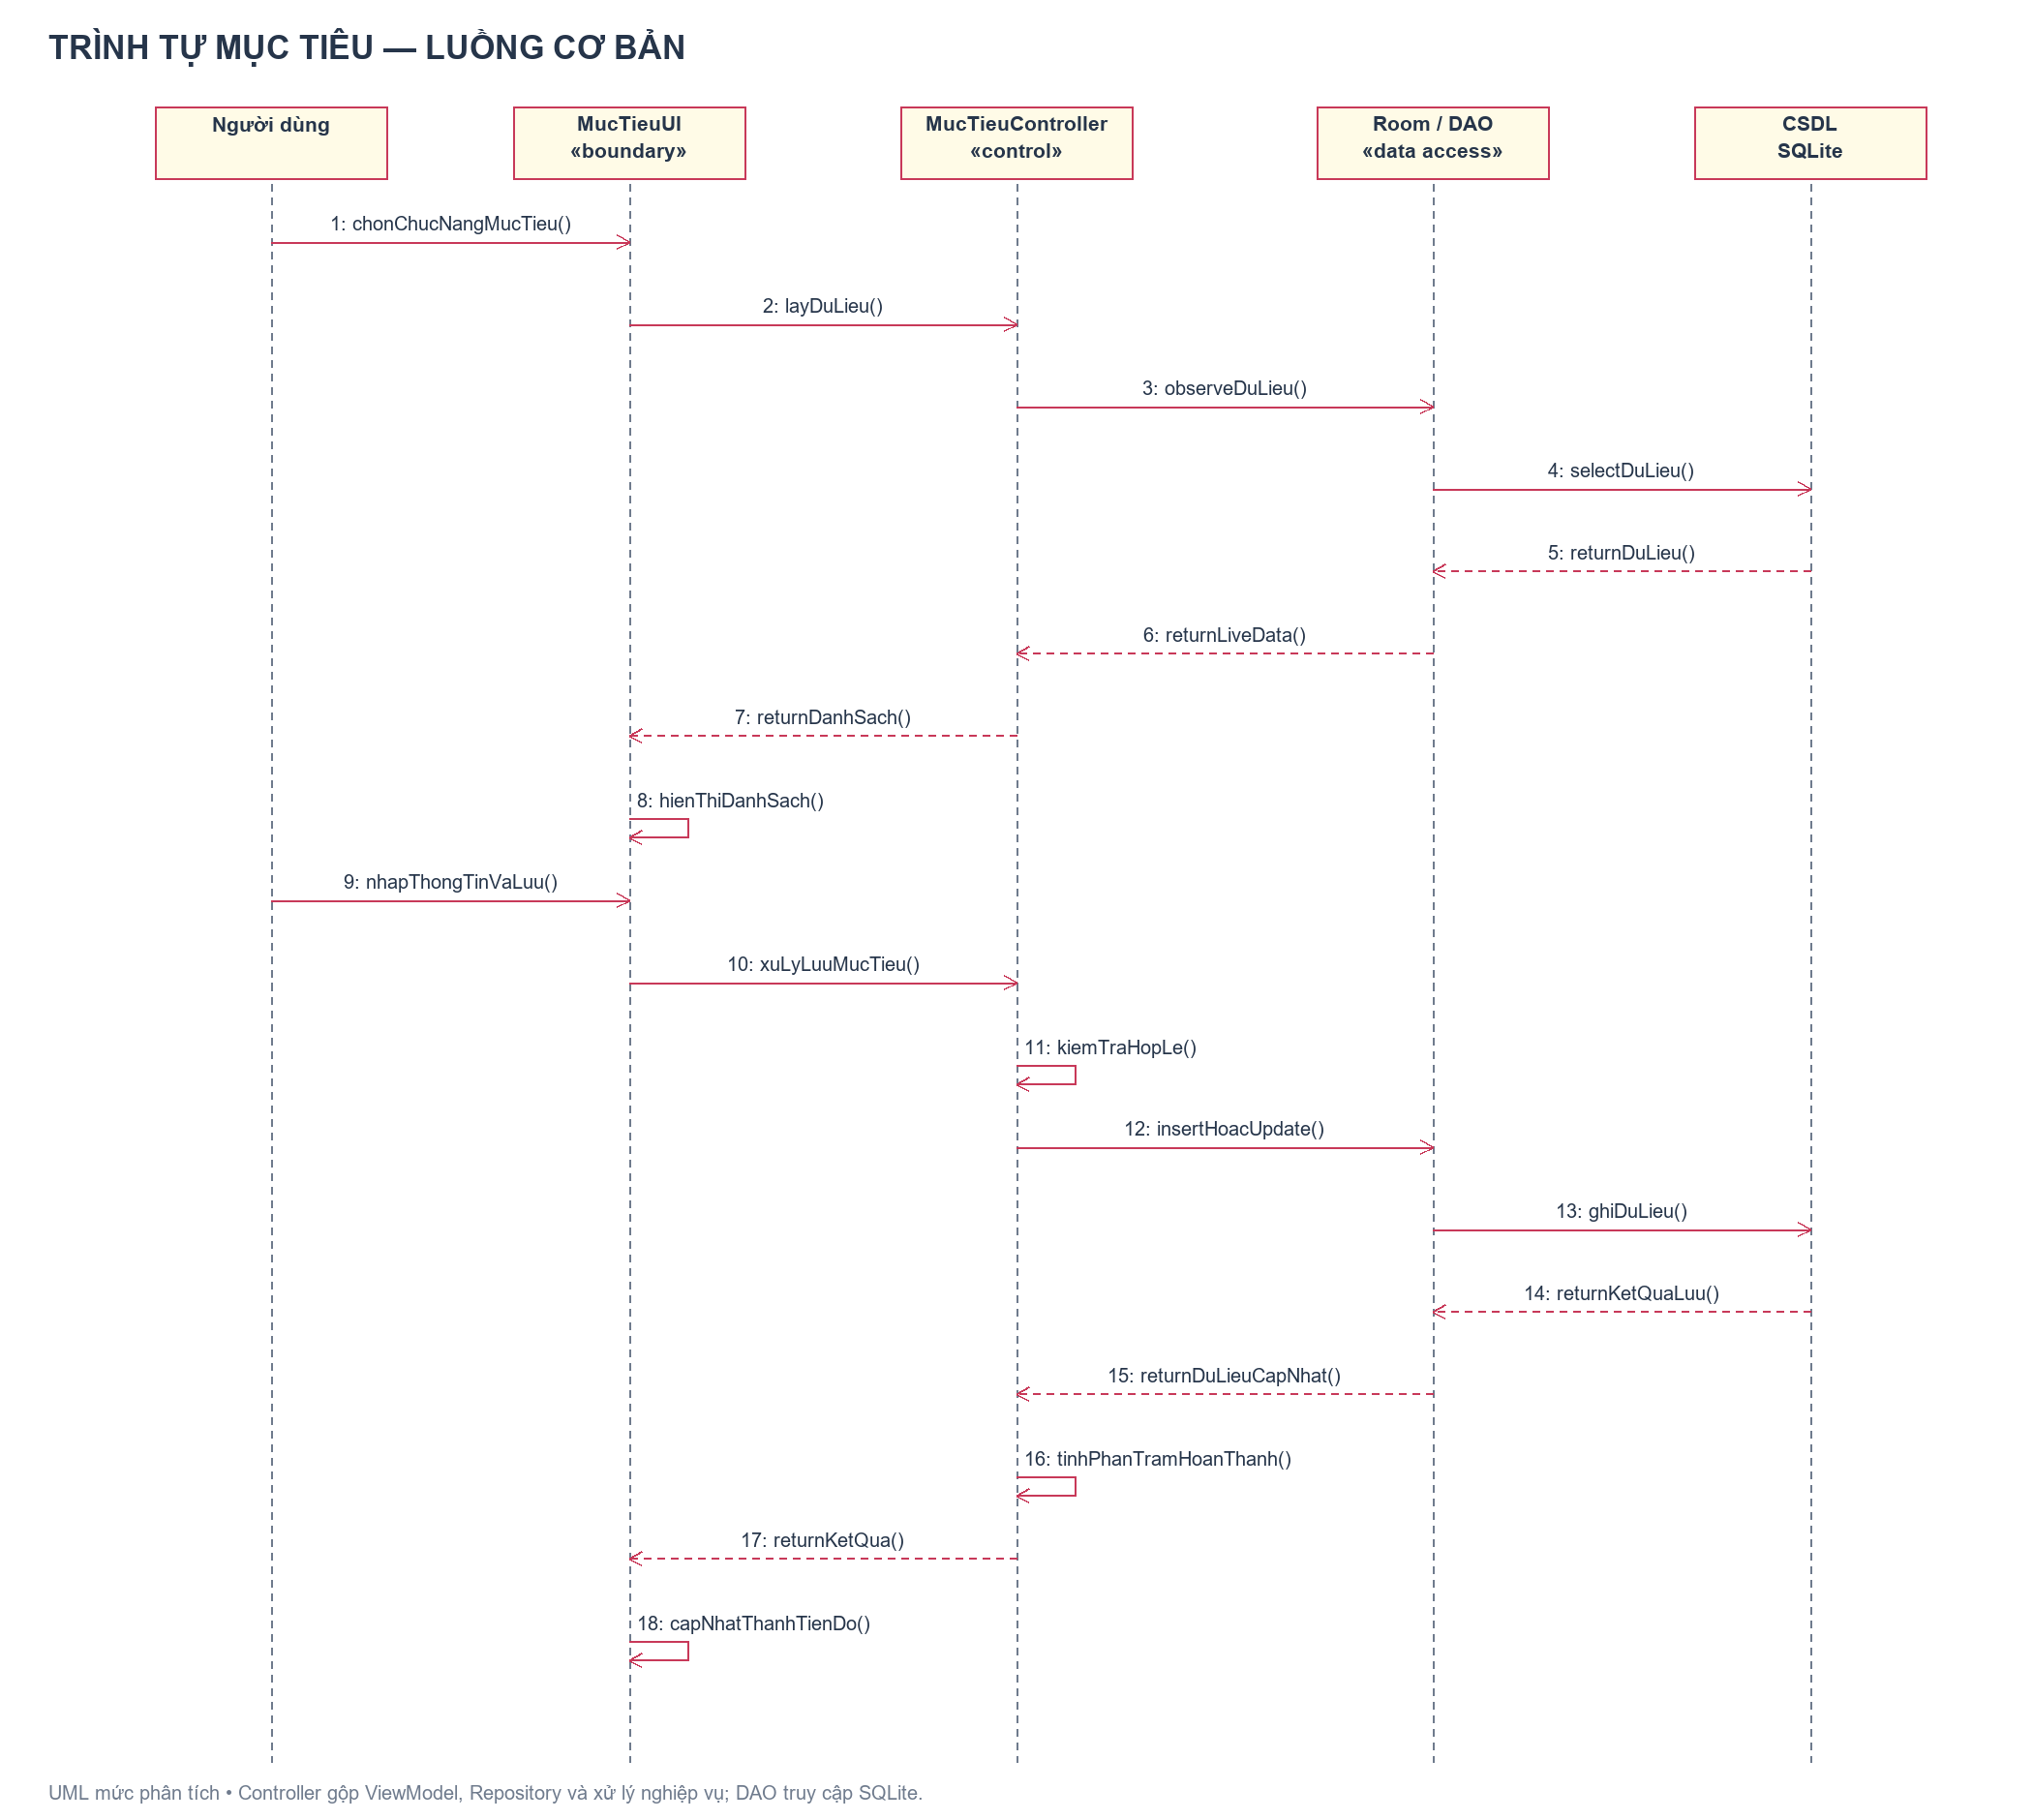 TRÌNH TỰ MỤC TIÊU — LUỒNG CƠ BẢN
Người dùng
MucTieuUI
«boundary»
MucTieuController
«control»
Room / DAO
«data access»
CSDL
SQLite
1: chonChucNangMucTieu()
2: layDuLieu()
3: observeDuLieu()
4: selectDuLieu()
5: returnDuLieu()
6: returnLiveData()
7: returnDanhSach()
8: hienThiDanhSach()
9: nhapThongTinVaLuu()
10: xuLyLuuMucTieu()
11: kiemTraHopLe()
12: insertHoacUpdate()
13: ghiDuLieu()
14: returnKetQuaLuu()
15: returnDuLieuCapNhat()
16: tinhPhanTramHoanThanh()
17: returnKetQua()
18: capNhatThanhTienDo()
UML mức phân tích • Controller gộp ViewModel, Repository và xử lý nghiệp vụ; DAO truy cập SQLite.